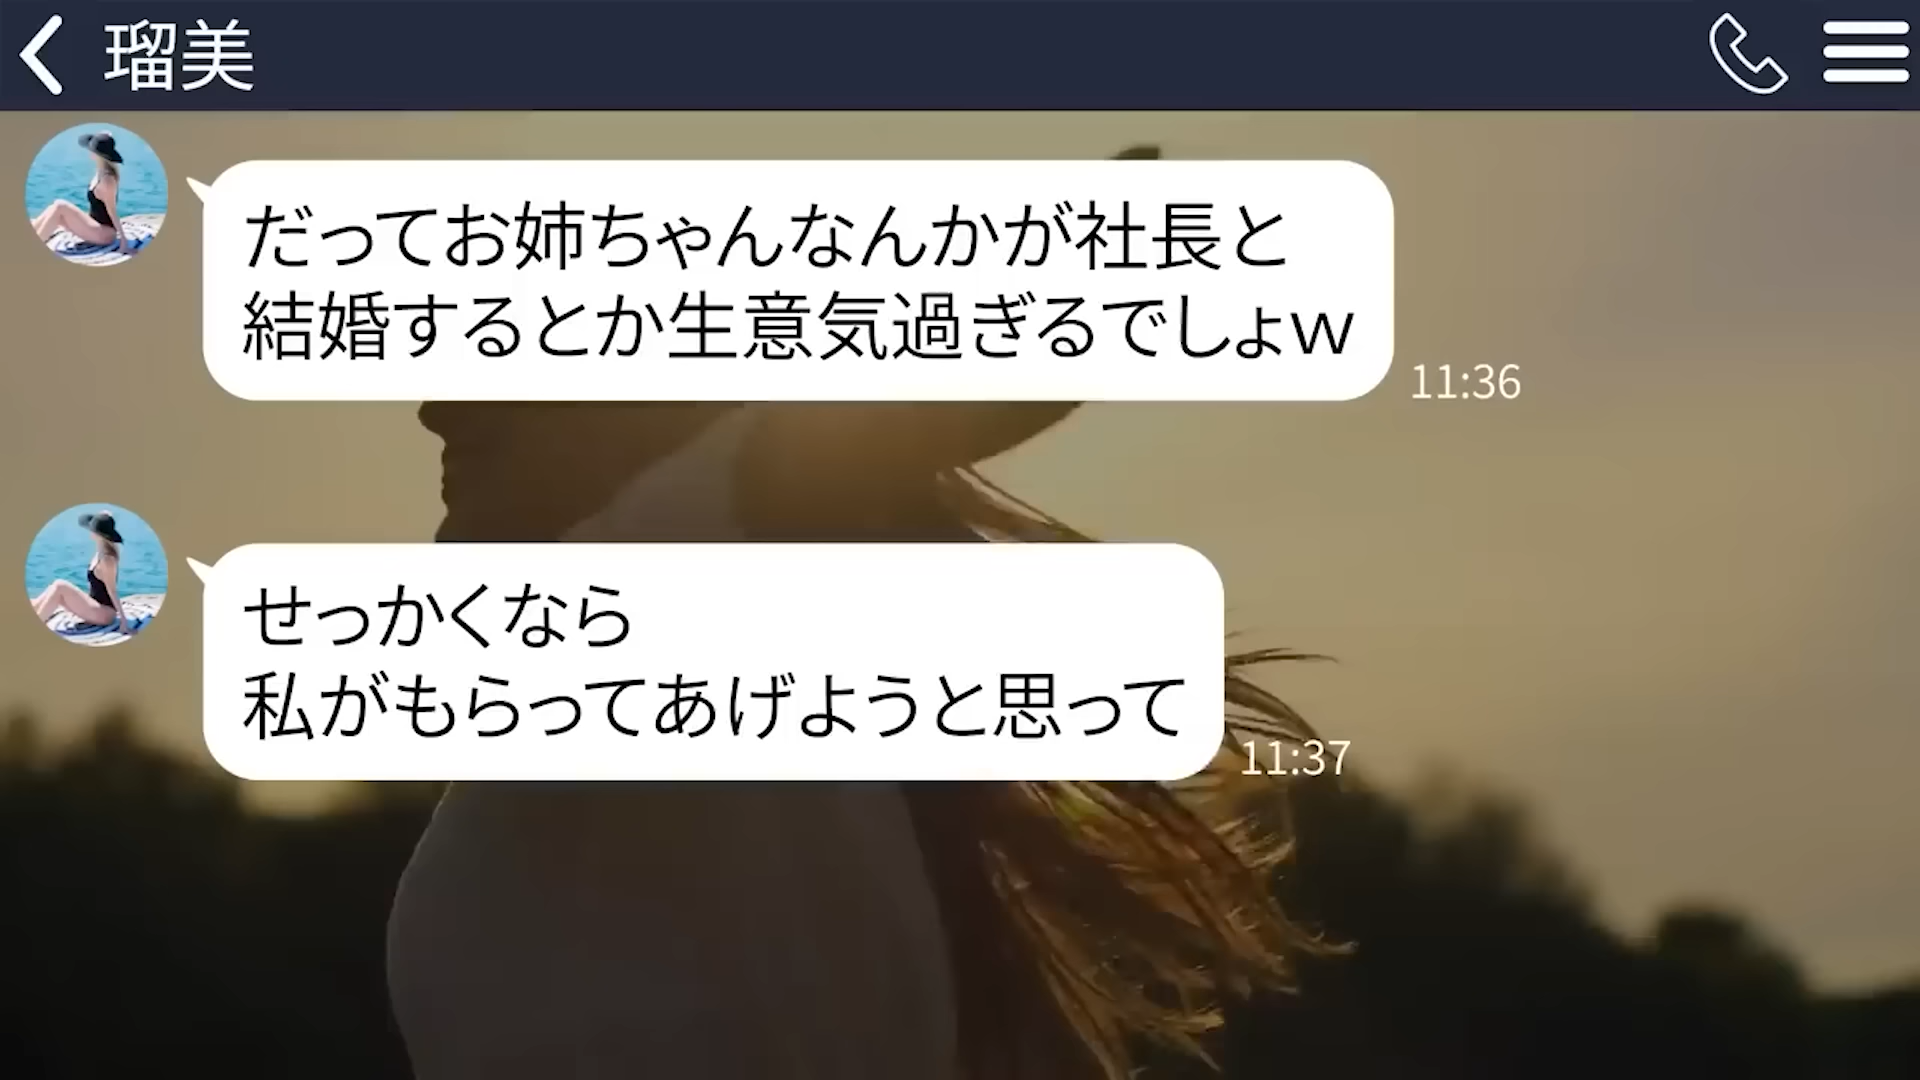 瑠美
だってお姉ちゃんなんかが社長と
結婚するとか生意気過ぎるでしょw
11:36
せっかくなら
私がもらってあげようと思って
11:37